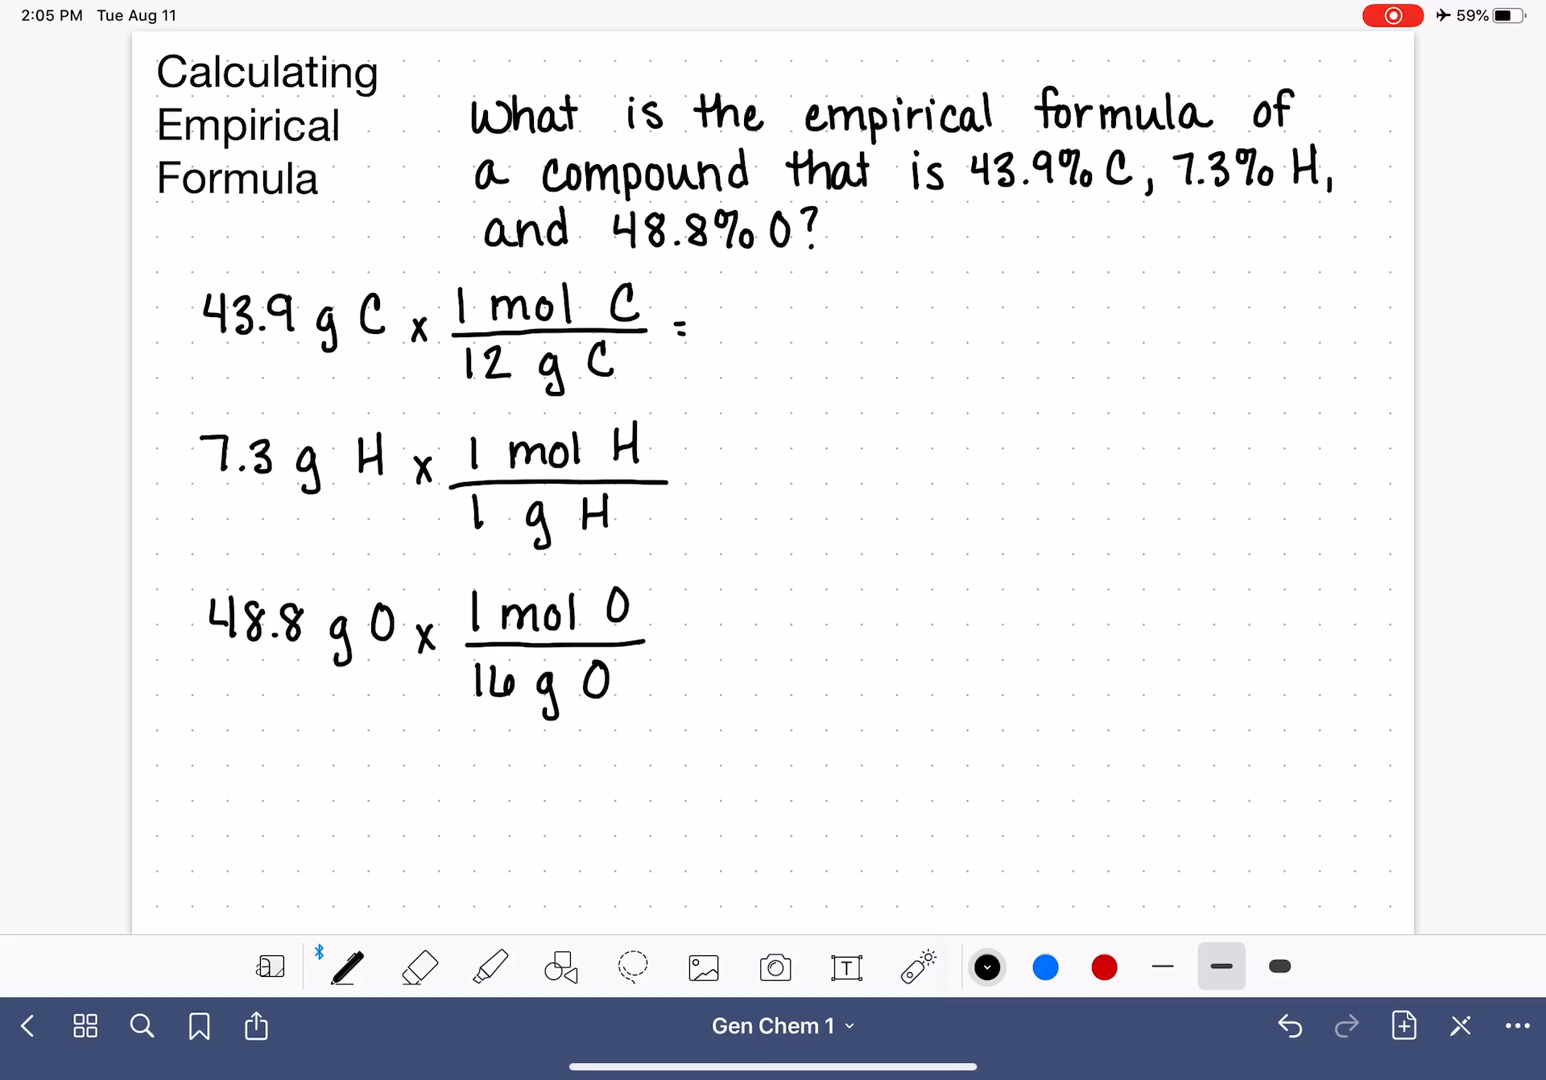 2:05 PM Tue Aug 11
59%
Calculating
Empirical
Formula
What is the empirical formula of
a compound that is 43.9% C, 7.3% H,
and 48.8% O?
43.9 g C x 1 mol C =
12 g C
7.3 g H x 1 mol H
1 g H
48.8 g O x 1 mol O
16 g O
T
Gen Chem 1